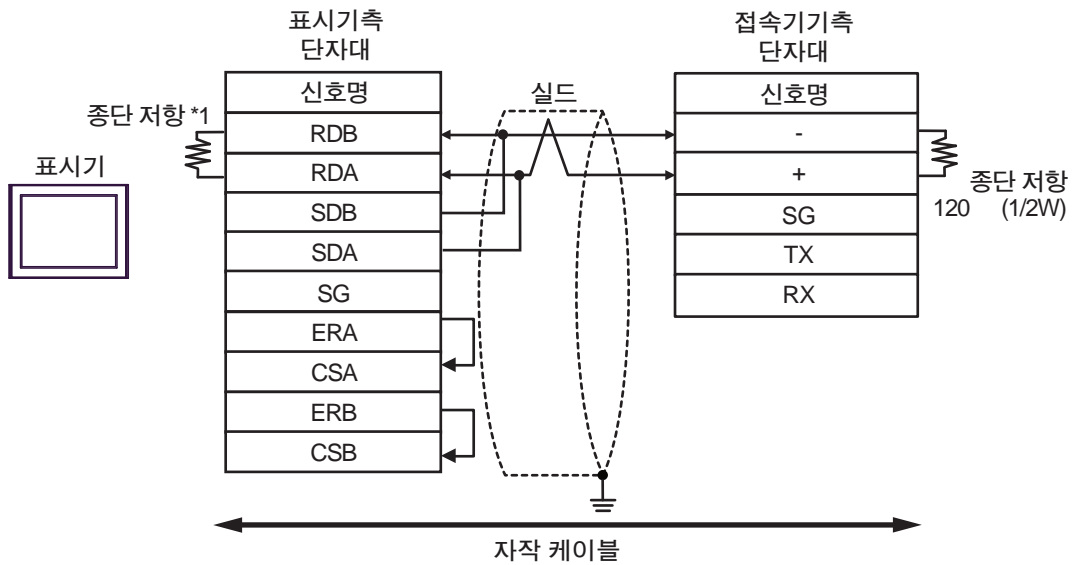 표시기측
단자대
접속기기측
단자대
종단 저항 *1
표시기
신호명
RDB
RDA
SDB
SDA
SG
ERA
CSA
ERB
CSB
실드
신호명
-
+
SG
TX
RX
종단 저항
120 (1/2W)
자작 케이블